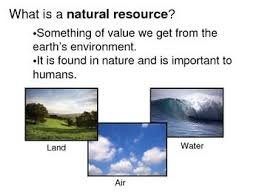 What is a natural resource?
•Something of value we get from the
earth's environment.
•It is found in nature and is important to
humans.
Land
Water
Air